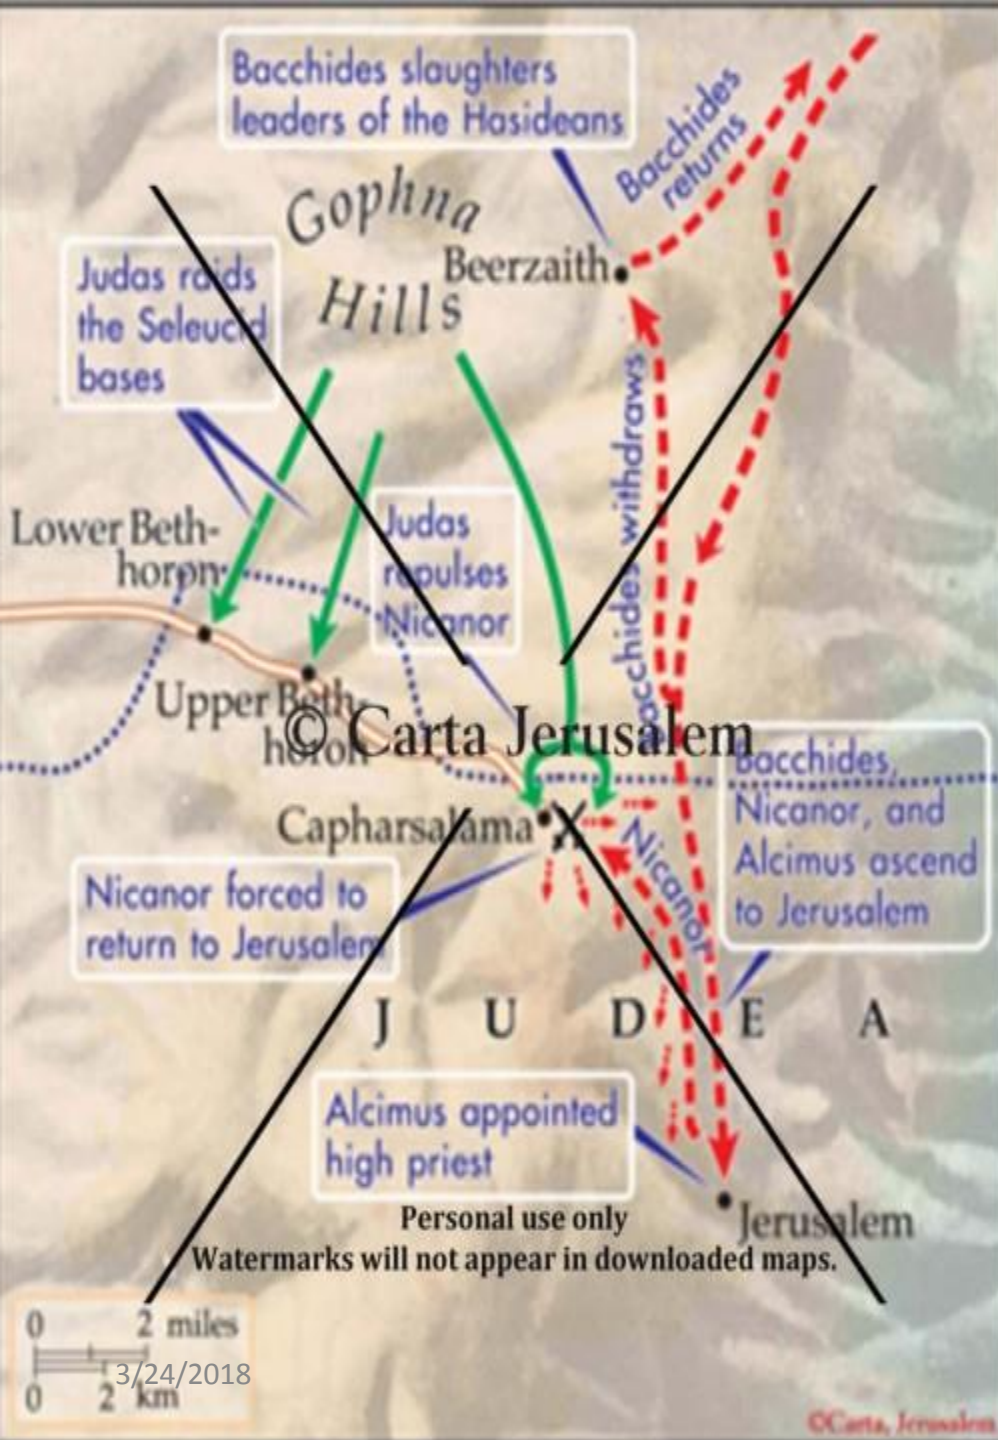 Bacchides slaughters
leaders of the Hasideans
Bacchides
returns
Gophna
Hills
Beerzaith
Judas raids
the Seleucid
bases
Bacchides withdraws
Lower Beth-
horon
Judas
repulses
Nicanor
Upper Beth-
horon
© Carta Jerusalem
Bacchides,
Nicanor, and
Alcimus ascend
to Jerusalem
Capharsalama
Nicanor
Nicanor forced to
return to Jerusalem
J U D E A
Alcimus appointed
high priest
Jerusalem
Personal use only
Watermarks will not appear in downloaded maps.
0 2 miles
3/24/2018
0 2 km
©Carta, Jerusalem